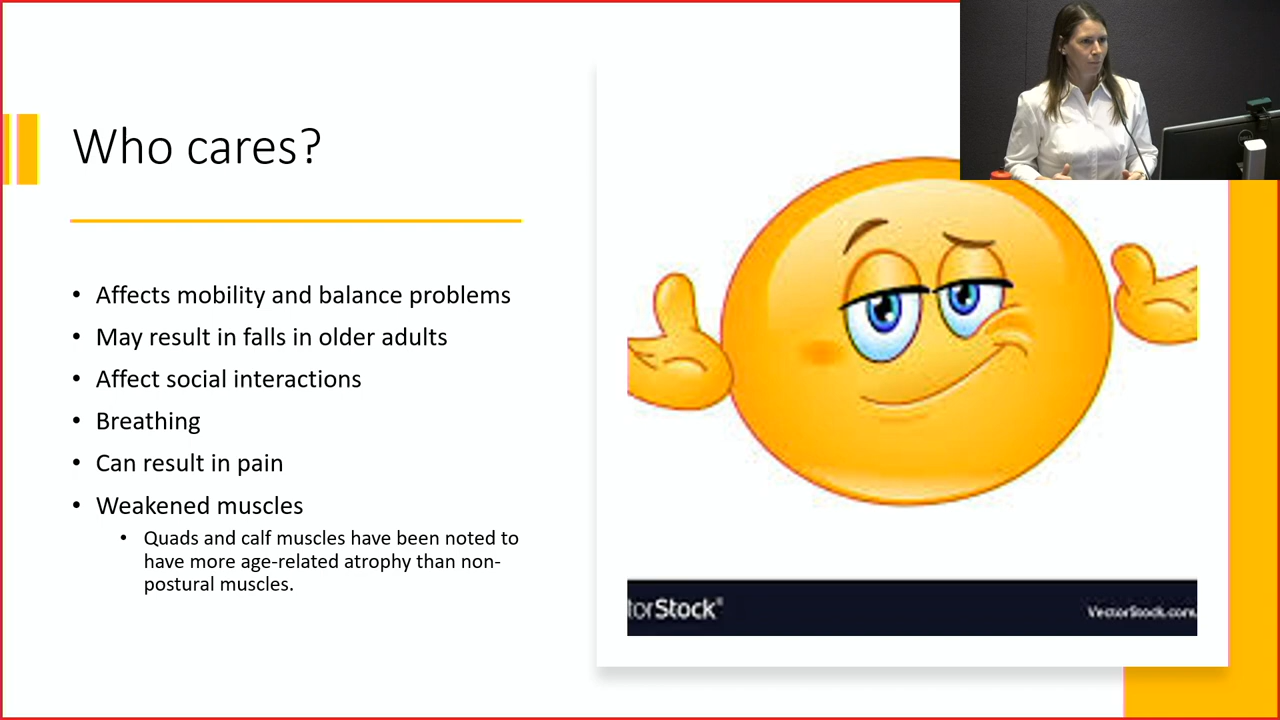 Who cares?
• Affects mobility and balance problems
• May result in falls in older adults
• Affect social interactions
• Breathing
• Can result in pain
• Weakened muscles
• Quads and calf muscles have been noted to
have more age-related atrophy than non-
postural muscles.
torStock®
VectorStock.com
DELL